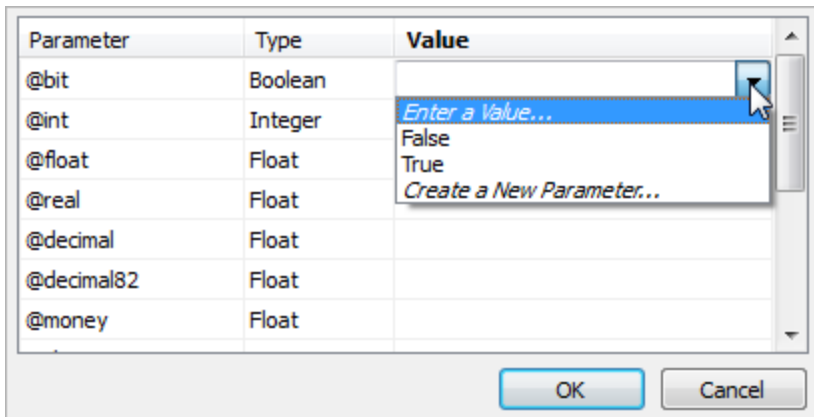 Parameter Type Value
@bit Boolean
@int Integer Enter a Value...
False
@float Float True
@real Float Create a New Parameter...
@decimal Float
@decimal82 Float
@money Float
OK Cancel